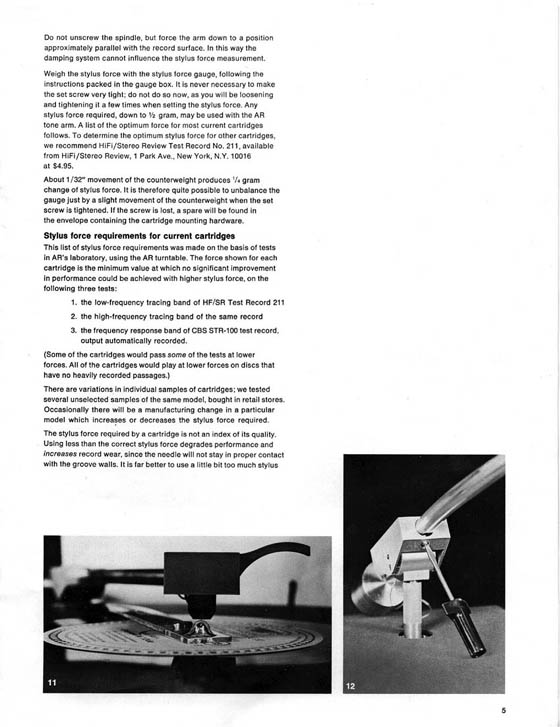 Do not unscrew the spindle, but force the arm down to a position
approximately parallel with the record surface. In this way the
damping system cannot influence the stylus force measurement.
Weigh the stylus force with the stylus force gauge, following the
instructions packed in the gauge box. It is never necessary to make
the set screw very tight; do not do so now, as you will be loosening
and tightening it a few times when setting the stylus force. Any
stylus force required, down to ½ gram, may be used with the AR
tone arm. A list of the optimum force for most current cartridges
follows. To determine the optimum stylus force for other cartridges,
we recommend HiFi/Stereo Review Test Record No. 211, available
from HiFi/Stereo Review, 1 Park Ave., New York, N.Y. 10016
at $4.95.
About 1/32" movement of the counterweight produces ¼ gram
change of stylus force. It is therefore quite possible to unbalance the
gauge just by a slight movement of the counterweight when the set
screw is tightened. If the screw is lost, a spare will be found in
the envelope containing the cartridge mounting hardware.
Stylus force requirements for current cartridges
This list of stylus force requirements was made on the basis of tests
in AR's laboratory, using the AR turntable. The force shown for each
cartridge is the minimum value at which no significant improvement
in performance could be achieved with higher stylus force, on the
following three tests:
1. the low-frequency tracing band of HF/SR Test Record 211
2. the high-frequency tracing band of the same record
3. the frequency response band of CBS STR-100 test record,
output automatically recorded.
(Some of the cartridges would pass some of the tests at lower
forces. All of the cartridges would play at lower forces on discs that
have no heavily recorded passages.)
There are variations in individual samples of cartridges; we tested
several unselected samples of the same model, bought in retail stores.
Occasionally there will be a manufacturing change in a particular
model which increases or decreases the stylus force required.
The stylus force required by a cartridge is not an index of its quality.
Using less than the correct stylus force degrades performance and
increases record wear, since the needle will not stay in proper contact
with the groove walls. It is far better to use a little bit too much stylus
11
12
5